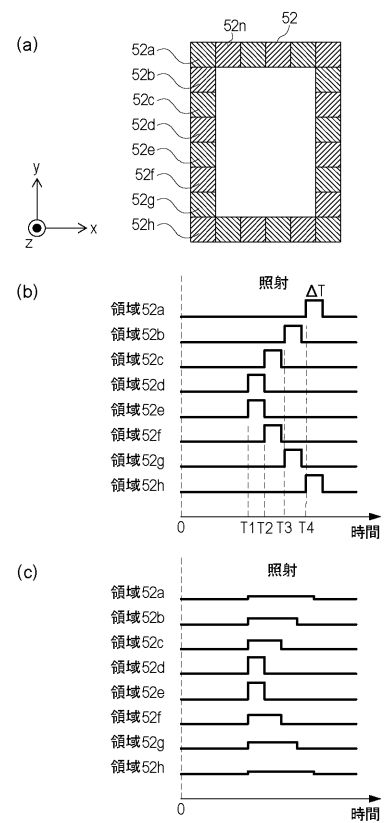 (a)
52n
52
52a
52b
52c
52d
52e
52f
52g
52h
y
x
z
(b)
照射
ΔT
領域52a
領域52b
領域52c
領域52d
領域52e
領域52f
領域52g
領域52h
0
T1
T2
T3
T4
時間
(c)
照射
領域52a
領域52b
領域52c
領域52d
領域52e
領域52f
領域52g
領域52h
0
時間